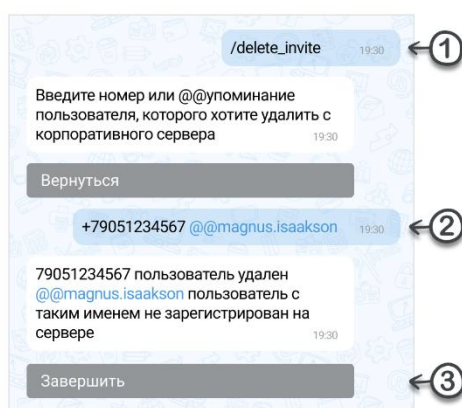 /delete_invite 19:30
1
Введите номер или @@упоминание
пользователя, которого хотите удалить с
корпоративного сервера 19:30
Вернуться
+79051234567 @@magnus.isaakson 19:30
2
79051234567 пользователь удален
@@magnus.isaakson пользователь с
таким именем не зарегистрирован на
сервере 19:30
Завершить
3